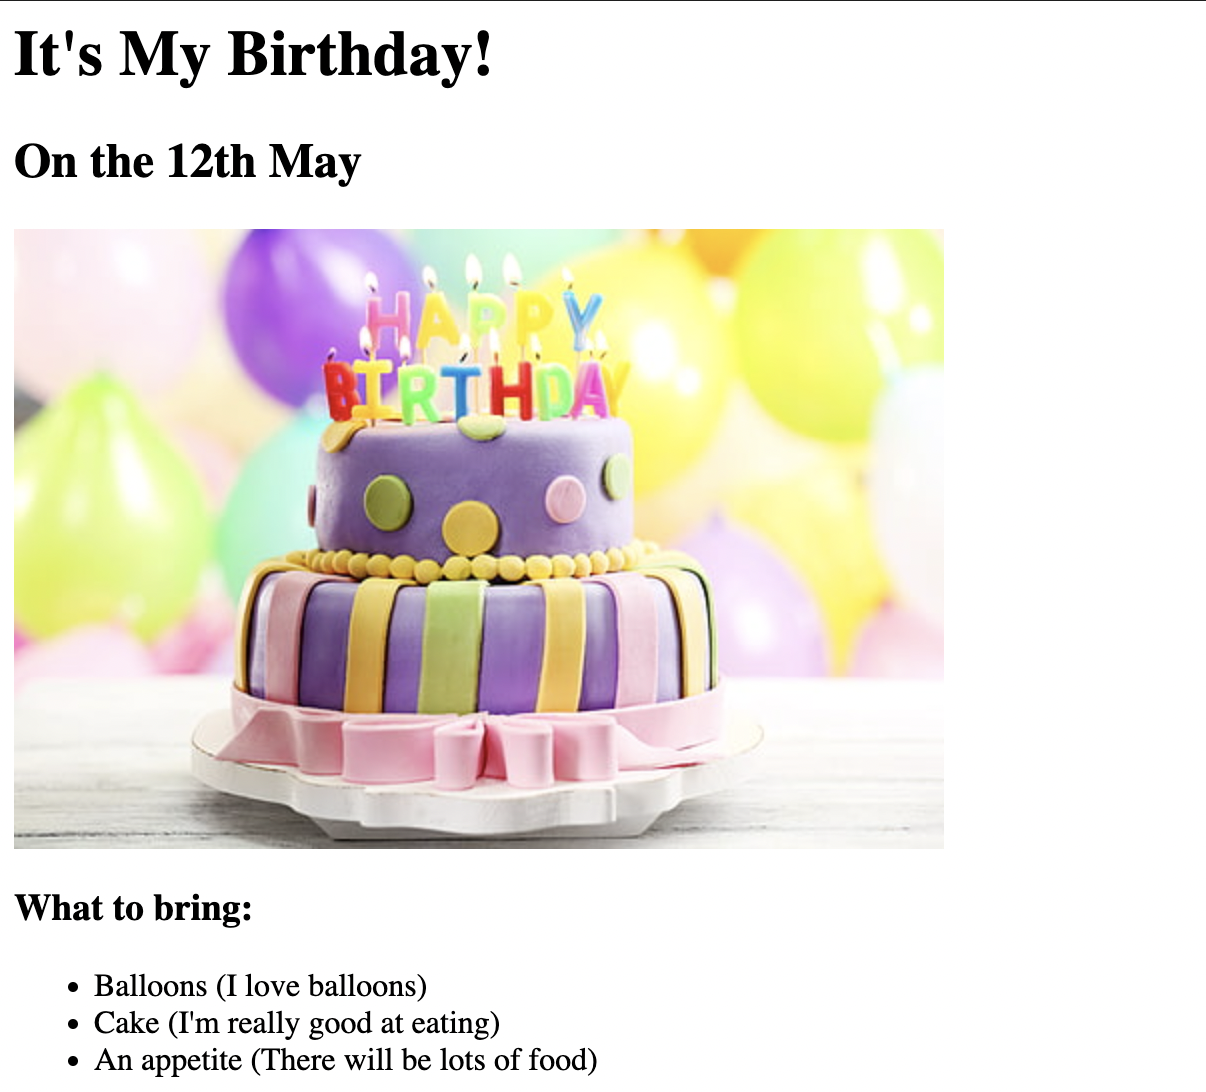 It's My Birthday!
On the 12th May
HAPPY
BIRTHDAY
What to bring:
Balloons (I love balloons)
Cake (I'm really good at eating)
An appetite (There will be lots of food)